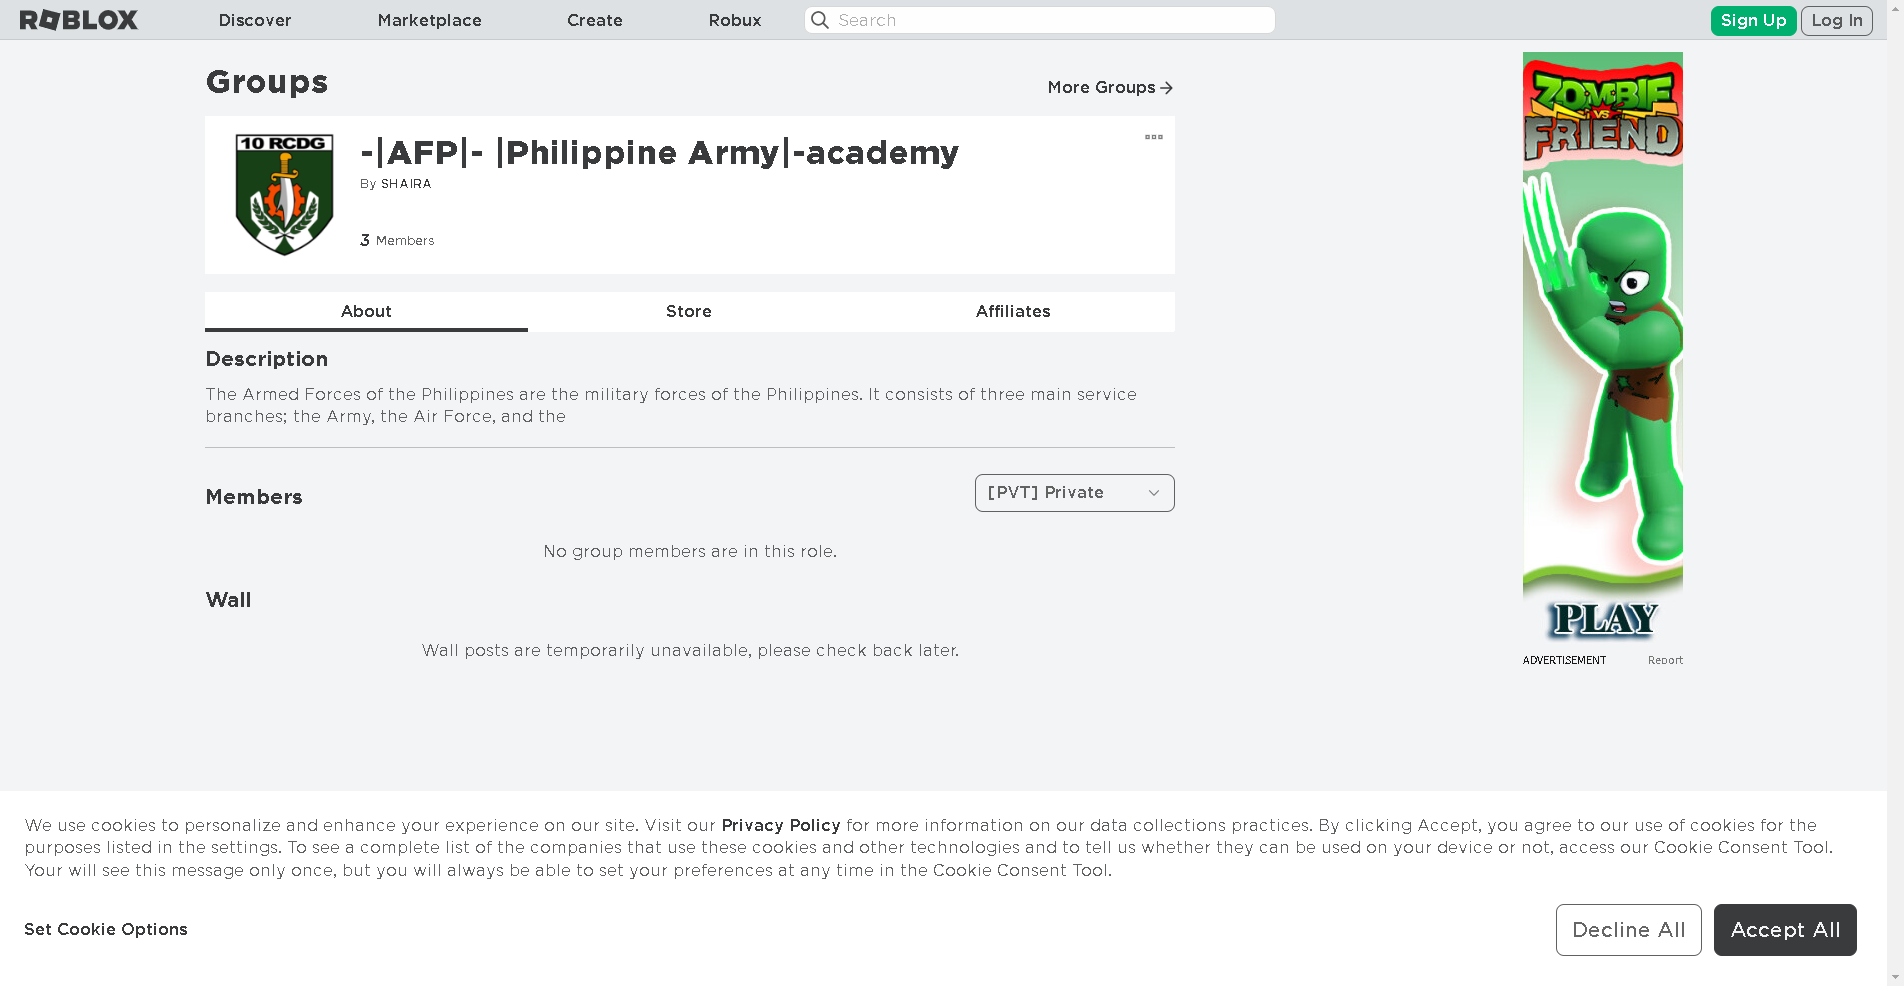 ROBLOX Discover Marketplace Create Robux Search Sign Up Log In
Groups
More Groups
10 RCDG
-|AFP|- |Philippine Army|-academy
By SHAIRA
3 Members
About Store Affiliates
Description
The Armed Forces of the Philippines are the military forces of the Philippines. It consists of three main service
branches; the Army, the Air Force, and the
Members
[PVT] Private
No group members are in this role.
Wall
Wall posts are temporarily unavailable, please check back later.
ZOMBIE
VS
FRIEND
PLAY
ADVERTISEMENT Report
We use cookies to personalize and enhance your experience on our site. Visit our Privacy Policy for more information on our data collections practices. By clicking Accept, you agree to our use of cookies for the
purposes listed in the settings. To see a complete list of the companies that use these cookies and other technologies and to tell us whether they can be used on your device or not, access our Cookie Consent Tool.
Your will see this message only once, but you will always be able to set your preferences at any time in the Cookie Consent Tool.
Set Cookie Options
Decline All
Accept All